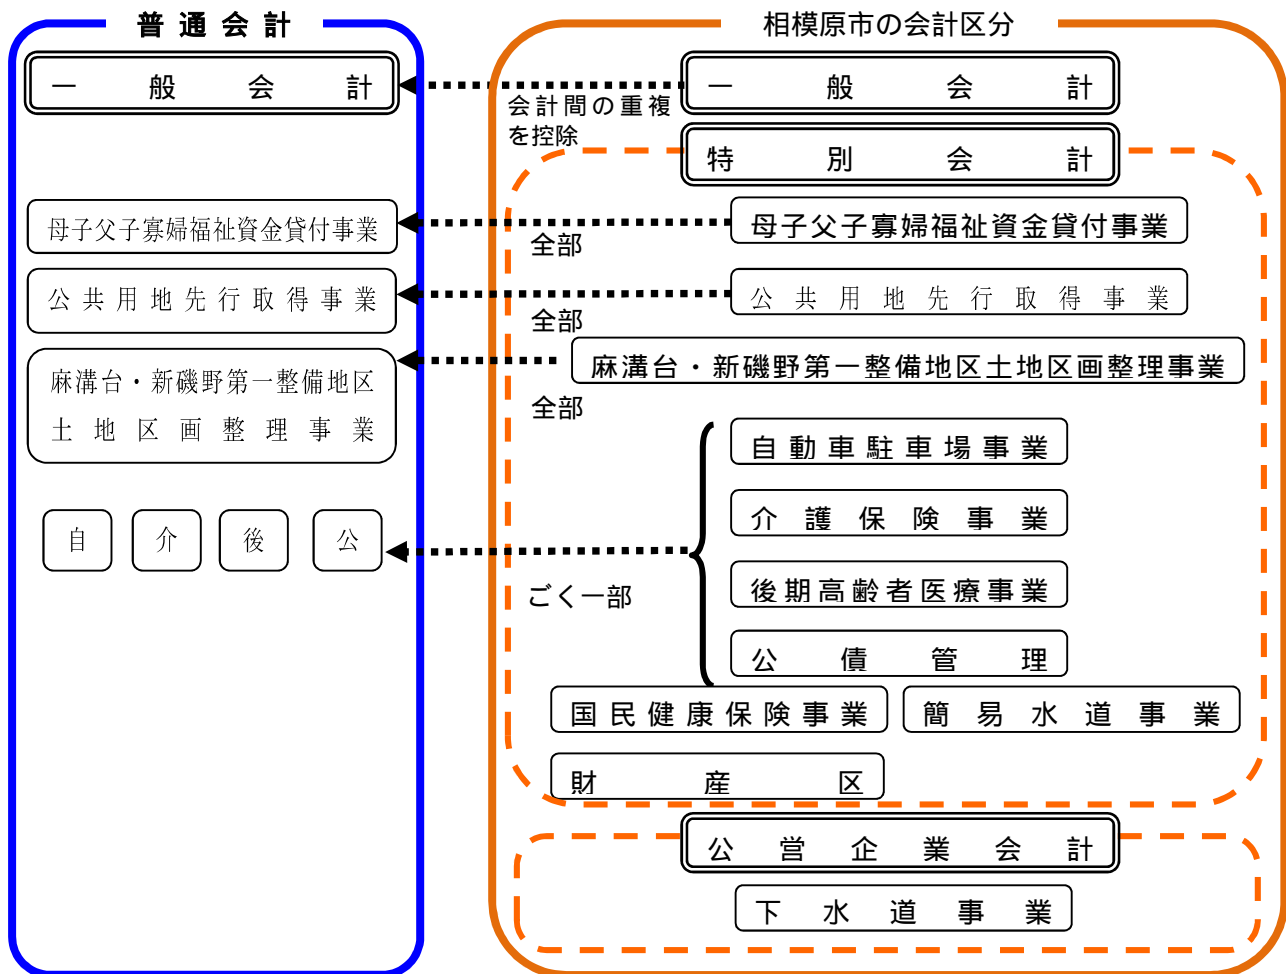 普通会計
一般会計
母子父子寡婦福祉資金貸付事業
公共用地先行取得事業
麻溝台・新磯野第一整備地区
土地区画整理事業
自
介
後
公
会計間の重複
を控除
全部
全部
全部
ごく一部
相模原市の会計区分
一般会計
特別会計
母子父子寡婦福祉資金貸付事業
公共用地先行取得事業
麻溝台・新磯野第一整備地区土地区画整理事業
自動車駐車場事業
介護保険事業
後期高齢者医療事業
公債管理
国民健康保険事業
簡易水道事業
財産区
公営企業会計
下水道事業